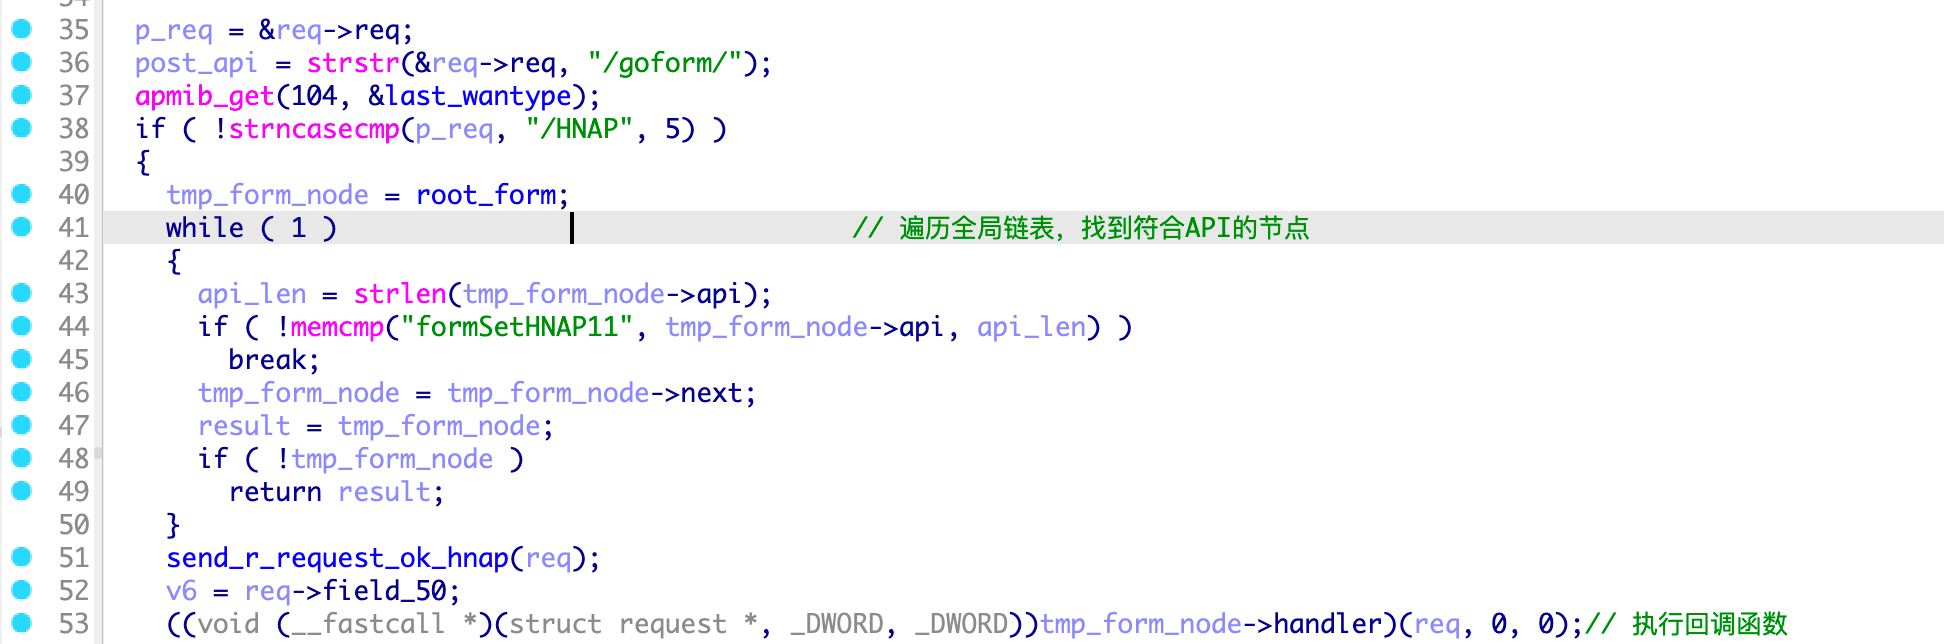 35 p_req = &req->req;
36 post_api = strstr(&req->req, "/goform/");
37 apmib_get(104, &last_wantype);
38 if ( !strncasecmp(p_req, "/HNAP", 5) )
39 {
40 tmp_form_node = root_form;
41 while ( 1 ) // 遍历全局链表，找到符合API的节点
42 {
43 api_len = strlen(tmp_form_node->api);
44 if ( !memcmp("formSetHNAP11", tmp_form_node->api, api_len) )
45 break;
46 tmp_form_node = tmp_form_node->next;
47 result = tmp_form_node;
48 if ( !tmp_form_node )
49 return result;
50 }
51 send_r_request_ok_hnap(req);
52 v6 = req->field_50;
53 ((void (__fastcall *)(struct request *, _DWORD, _DWORD))tmp_form_node->handler)(req, 0, 0);// 执行回调函数